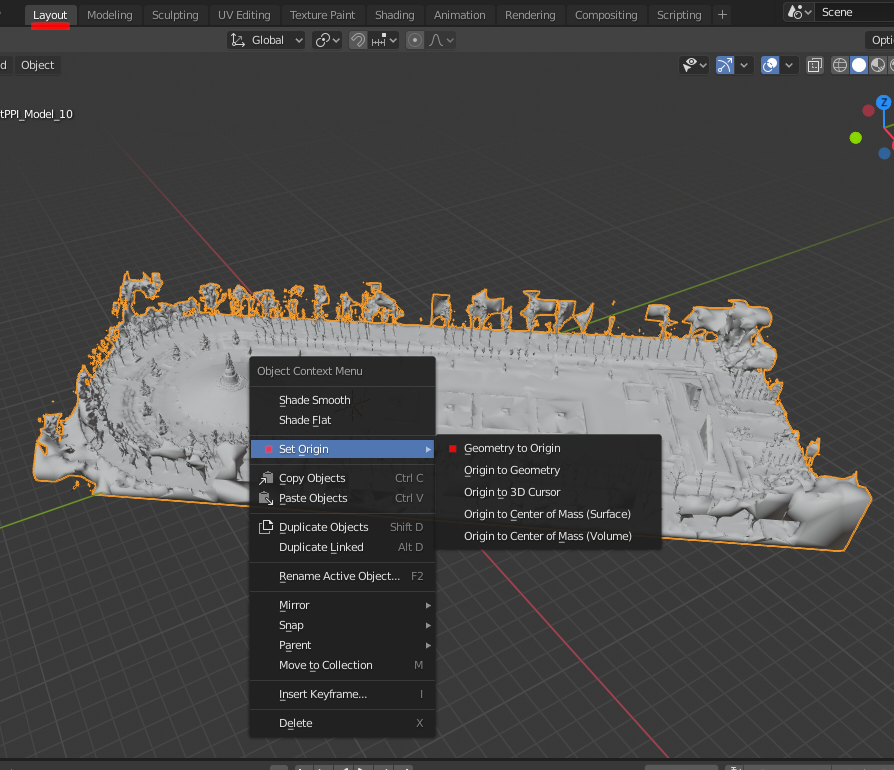 Layout Modeling Sculpting UV Editing Texture Paint Shading Animation Rendering Compositing Scripting + Scene
Global Opti
d Object
tPPI_Model_10
Z
Object Context Menu
Shade Smooth
Shade Flat
Set Origin
Geometry to Origin
Origin to Geometry
Origin to 3D Cursor
Origin to Center of Mass (Surface)
Origin to Center of Mass (Volume)
Copy Objects Ctrl C
Paste Objects Ctrl V
Duplicate Objects Shift D
Duplicate Linked Alt D
Rename Active Object... F2
Mirror
Snap
Parent
Move to Collection M
Insert Keyframe... I
Delete X